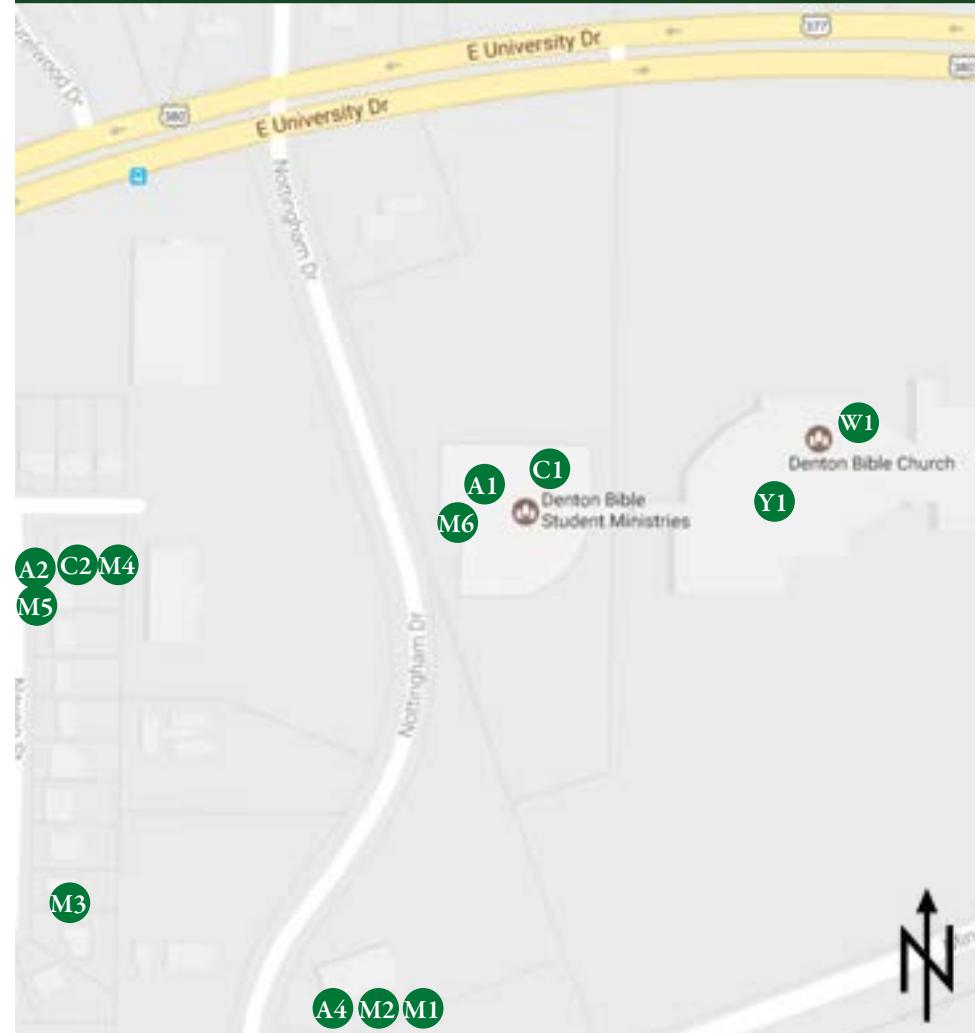 377
E University Dr
380
380
E University Dr
Nottingham Dr
W1
Denton Bible Church
C1
A1
Y1
Denton Bible
Student Ministries
M6
A2
C2
M4
M5
Nottingham Dr
M3
N
A4
M2
M1